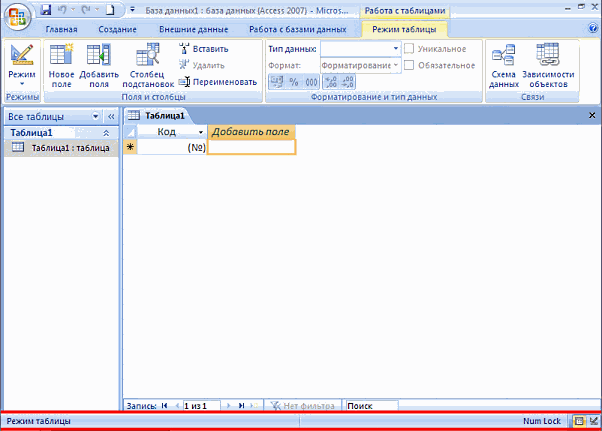 База данных1 : база данных (Access 2007) - Micros... Работа с таблицами
Главная Создание Внешние данные Работа с базами данных Режим таблицы
Режим
Новое поле
Добавить поля
Столбец подстановок
Вставить
Удалить
Переименовать
Тип данных:
Формат: Форматирование
% 000
Уникальное
Обязательное
Схема данных
Зависимости объектов
Режимы Поля и столбцы Форматирование и тип данных Связи
Все таблицы
Таблица1
Таблица1 : таблица
Таблица1
Код Добавить поле
(№)
Запись: 1 из 1 Нет фильтра Поиск
Режим таблицы Num Lock